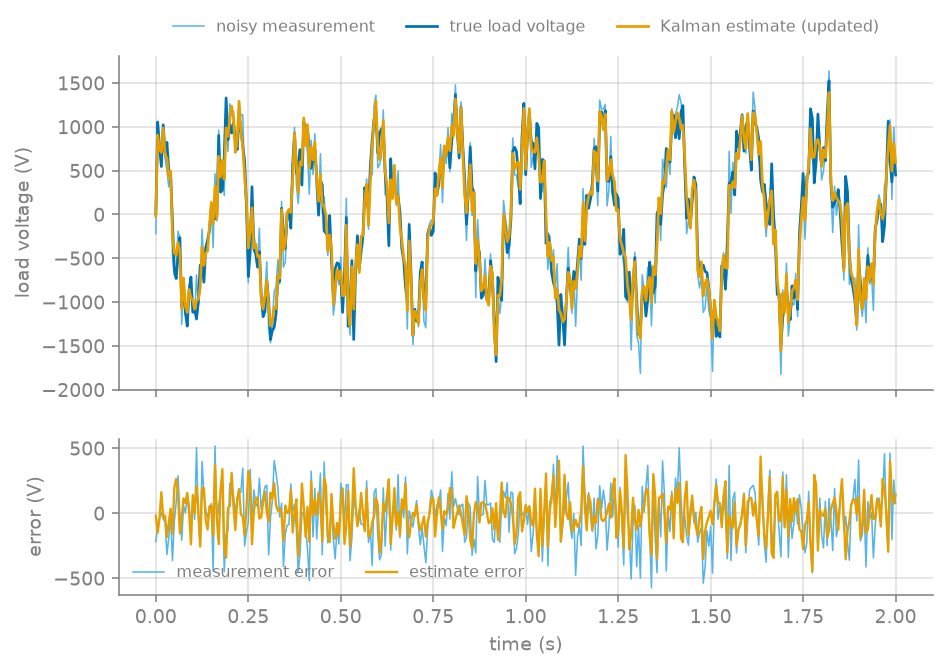 noisy measurement true load voltage Kalman estimate (updated)
load voltage (V)
1500
1000
500
0
−500
−1000
−1500
−2000
error (V)
500
0
−500
measurement error estimate error
0.00 0.25 0.50 0.75 1.00 1.25 1.50 1.75 2.00
time (s)